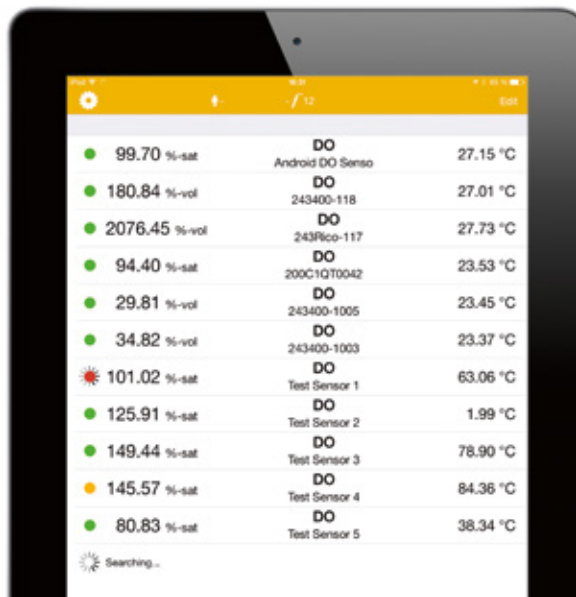 iPad
16:31
12
Edit
99.70 %-sat DO 27.15 °C
Android DO Senso
180.84 %-vol DO 27.01 °C
243400-118
2076.45 %-vol DO 27.73 °C
243Rico-117
94.40 %-sat DO 23.53 °C
200C1QT0042
29.81 %-vol DO 23.45 °C
243400-1005
34.82 %-vol DO 23.37 °C
243400-1003
101.02 %-sat DO 63.06 °C
Test Sensor 1
125.91 %-sat DO 1.99 °C
Test Sensor 2
149.44 %-sat DO 78.90 °C
Test Sensor 3
145.57 %-sat DO 84.36 °C
Test Sensor 4
80.83 %-sat DO 38.34 °C
Test Sensor 5
Searching...